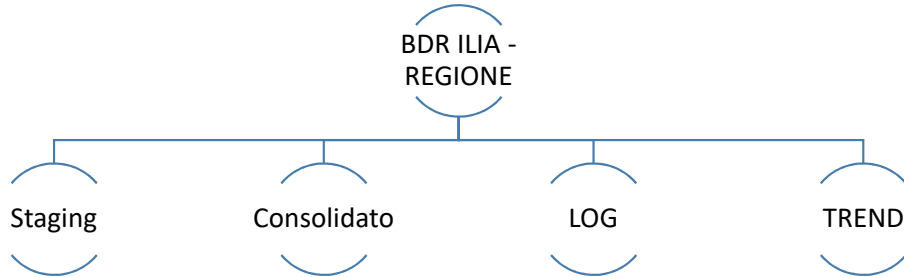 BDR ILIA -
REGIONE
Staging
Consolidato
LOG
TREND